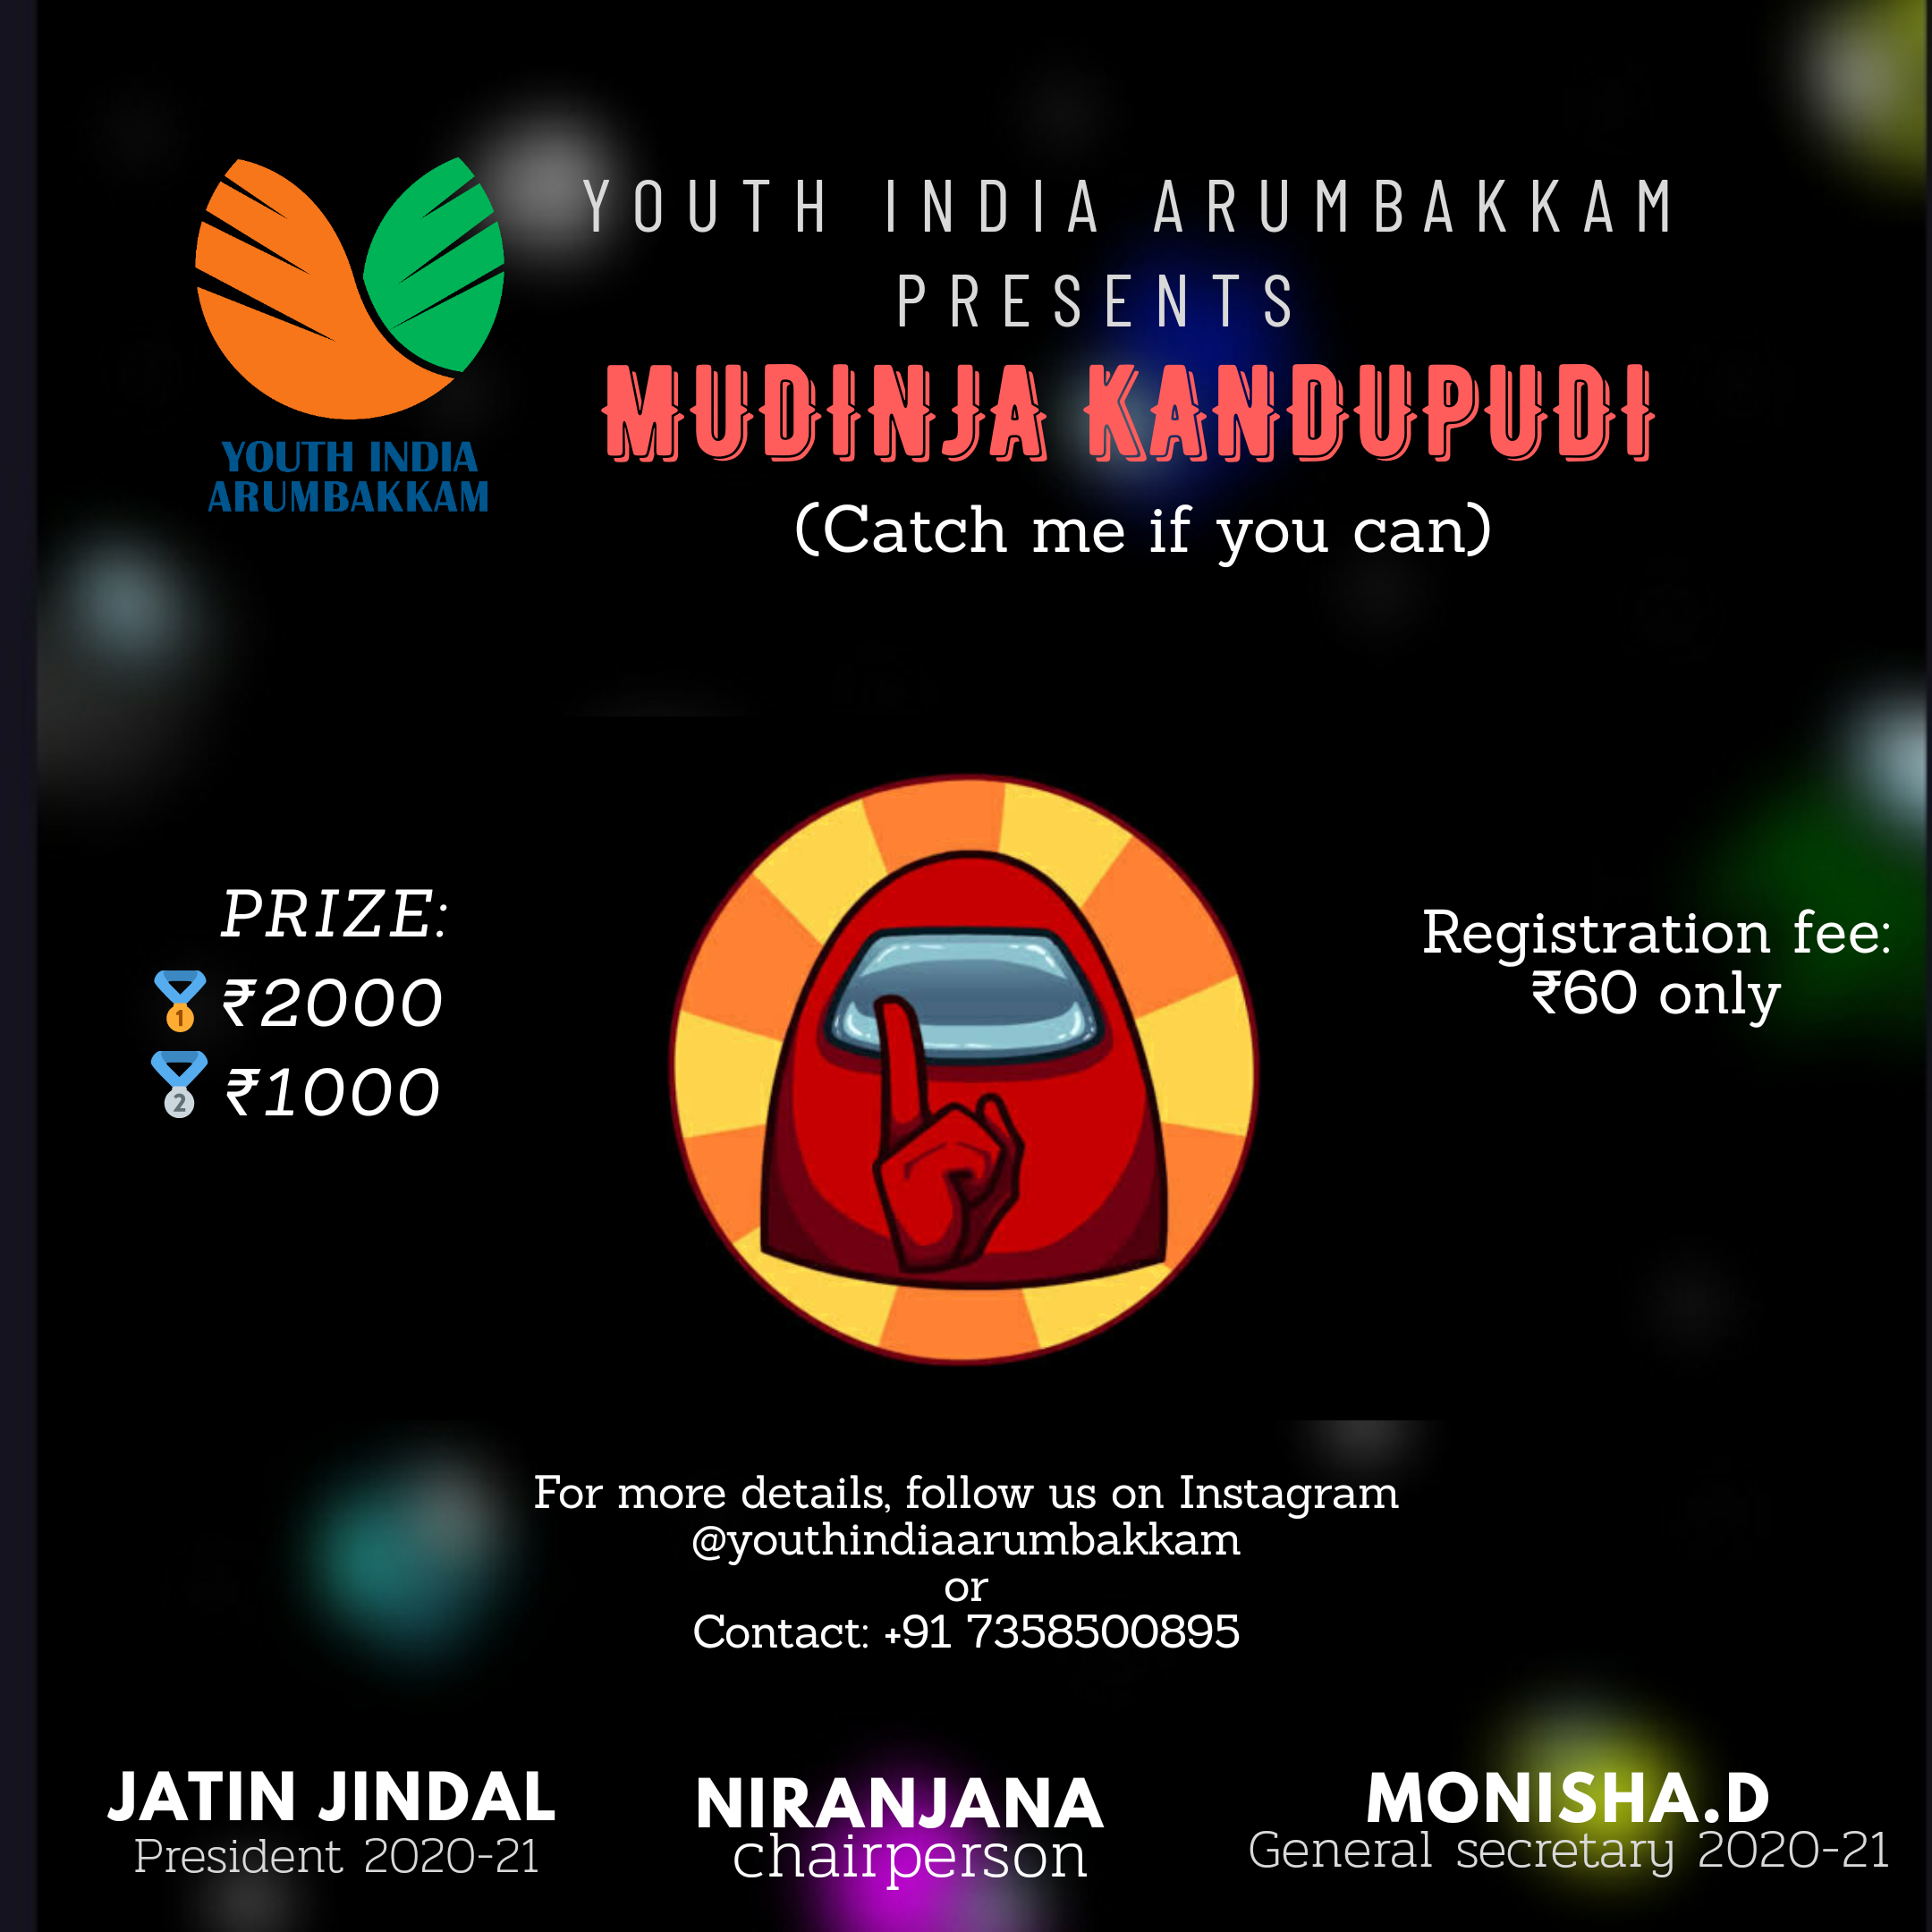 YOUTH INDIA ARUMBAKKAM
PRESENTS
MUDINJA KANDUPUDI
(Catch me if you can)
YOUTH INDIA
ARUMBAKKAM
PRIZE:
1 ₹2000
2 ₹1000
Registration fee:
₹60 only
For more details, follow us on Instagram
@youthindiaarumbakkam
or
Contact: +91 7358500895
JATIN JINDAL
President 2020-21
NIRANJANA
chairperson
MONISHA.D
General secretary 2020-21